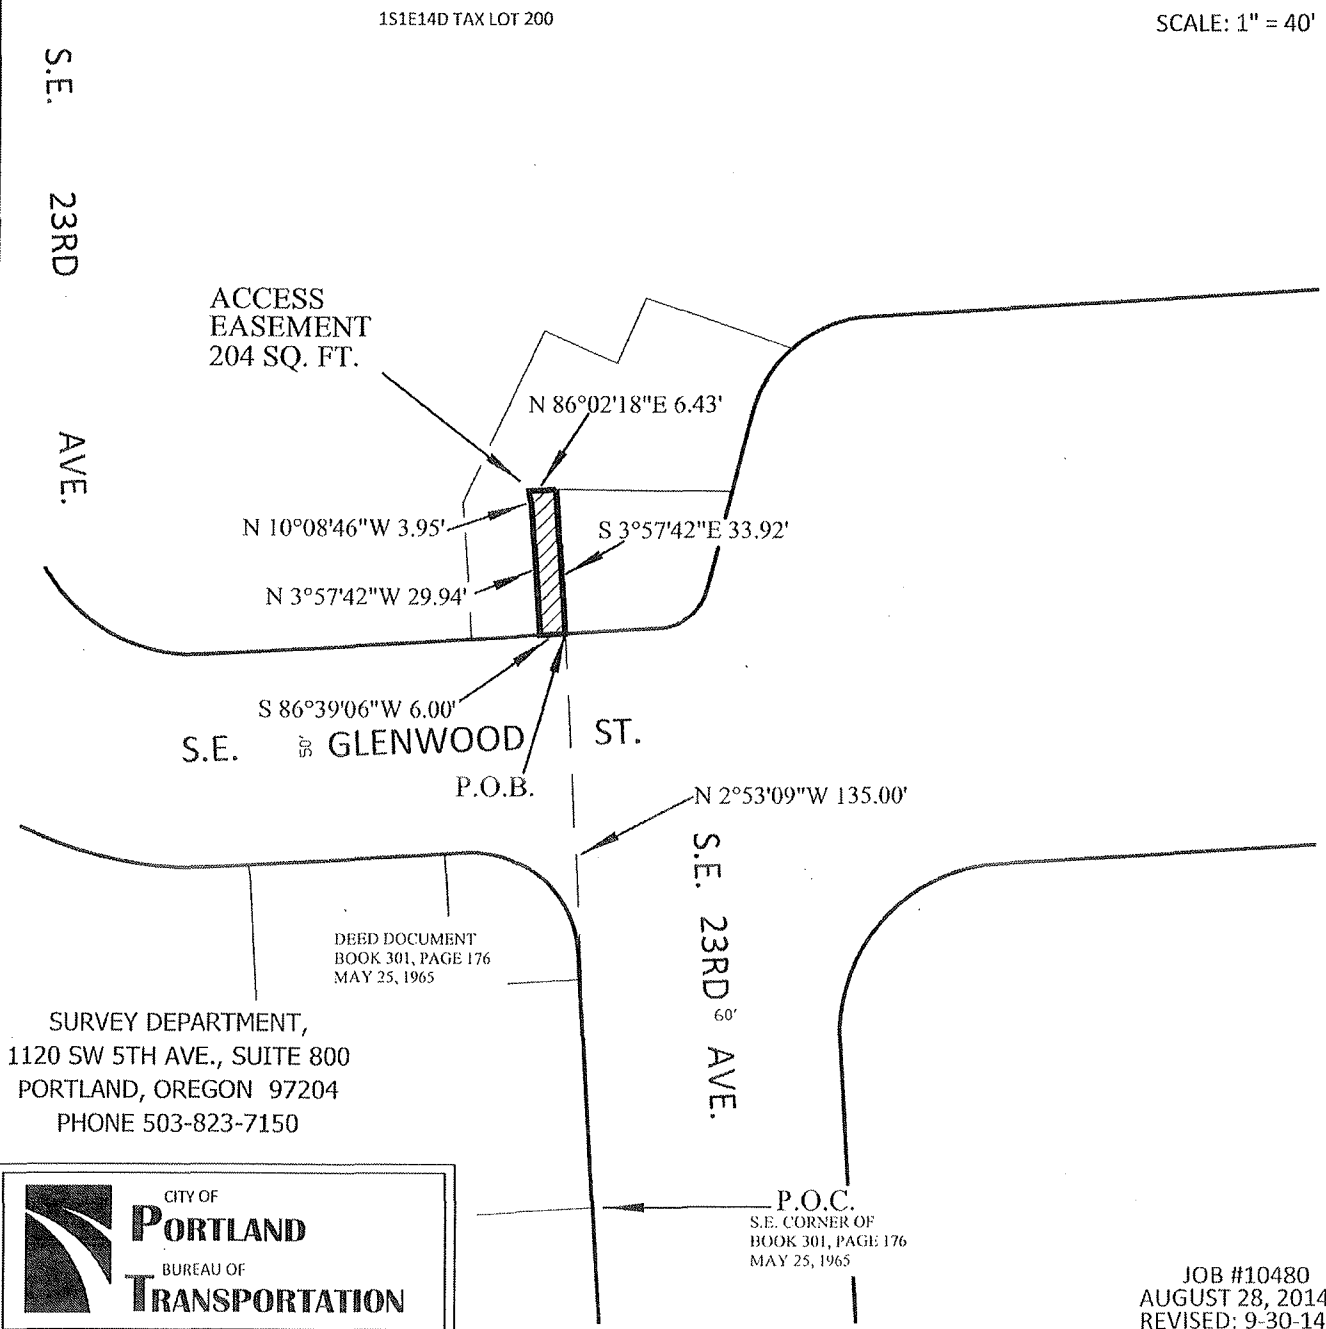 1S1E14D TAX LOT 200
SCALE: 1" = 40'
S.E. 23RD AVE.
ACCESS
EASEMENT
204 SQ. FT.
N 86°02'18"E 6.43'
N 10°08'46"W 3.95'
S 3°57'42"E 33.92'
N 3°57'42"W 29.94'
S 86°39'06"W 6.00'
S.E. 50' GLENWOOD ST.
P.O.B.
N 2°53'09"W 135.00'
S.E. 23RD 60' AVE.
DEED DOCUMENT
BOOK 301, PAGE 176
MAY 25, 1965
SURVEY DEPARTMENT,
1120 SW 5TH AVE., SUITE 800
PORTLAND, OREGON 97204
PHONE 503-823-7150
P.O.C.
S.E. CORNER OF
BOOK 301, PAGE 176
MAY 25, 1965
CITY OF
PORTLAND
BUREAU OF
TRANSPORTATION
JOB #10480
AUGUST 28, 2014
REVISED: 9-30-14